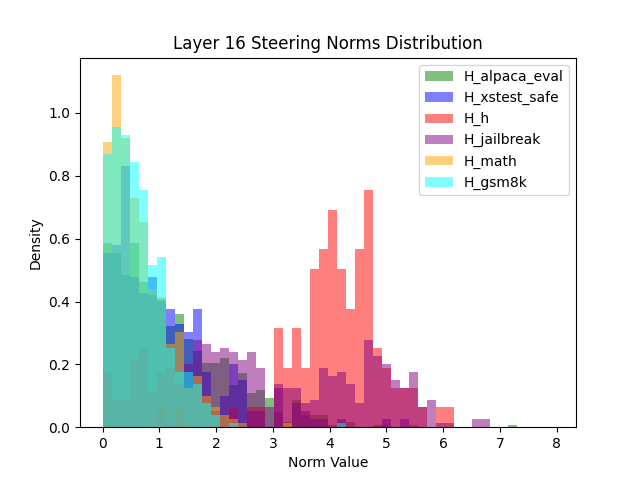 Layer 16 Steering Norms Distribution
H_alpaca_eval
H_xstest_safe
H_h
H_jailbreak
H_math
H_gsm8k
Density
1.0
0.8
0.6
0.4
0.2
0.0
0 1 2 3 4 5 6 7 8
Norm Value